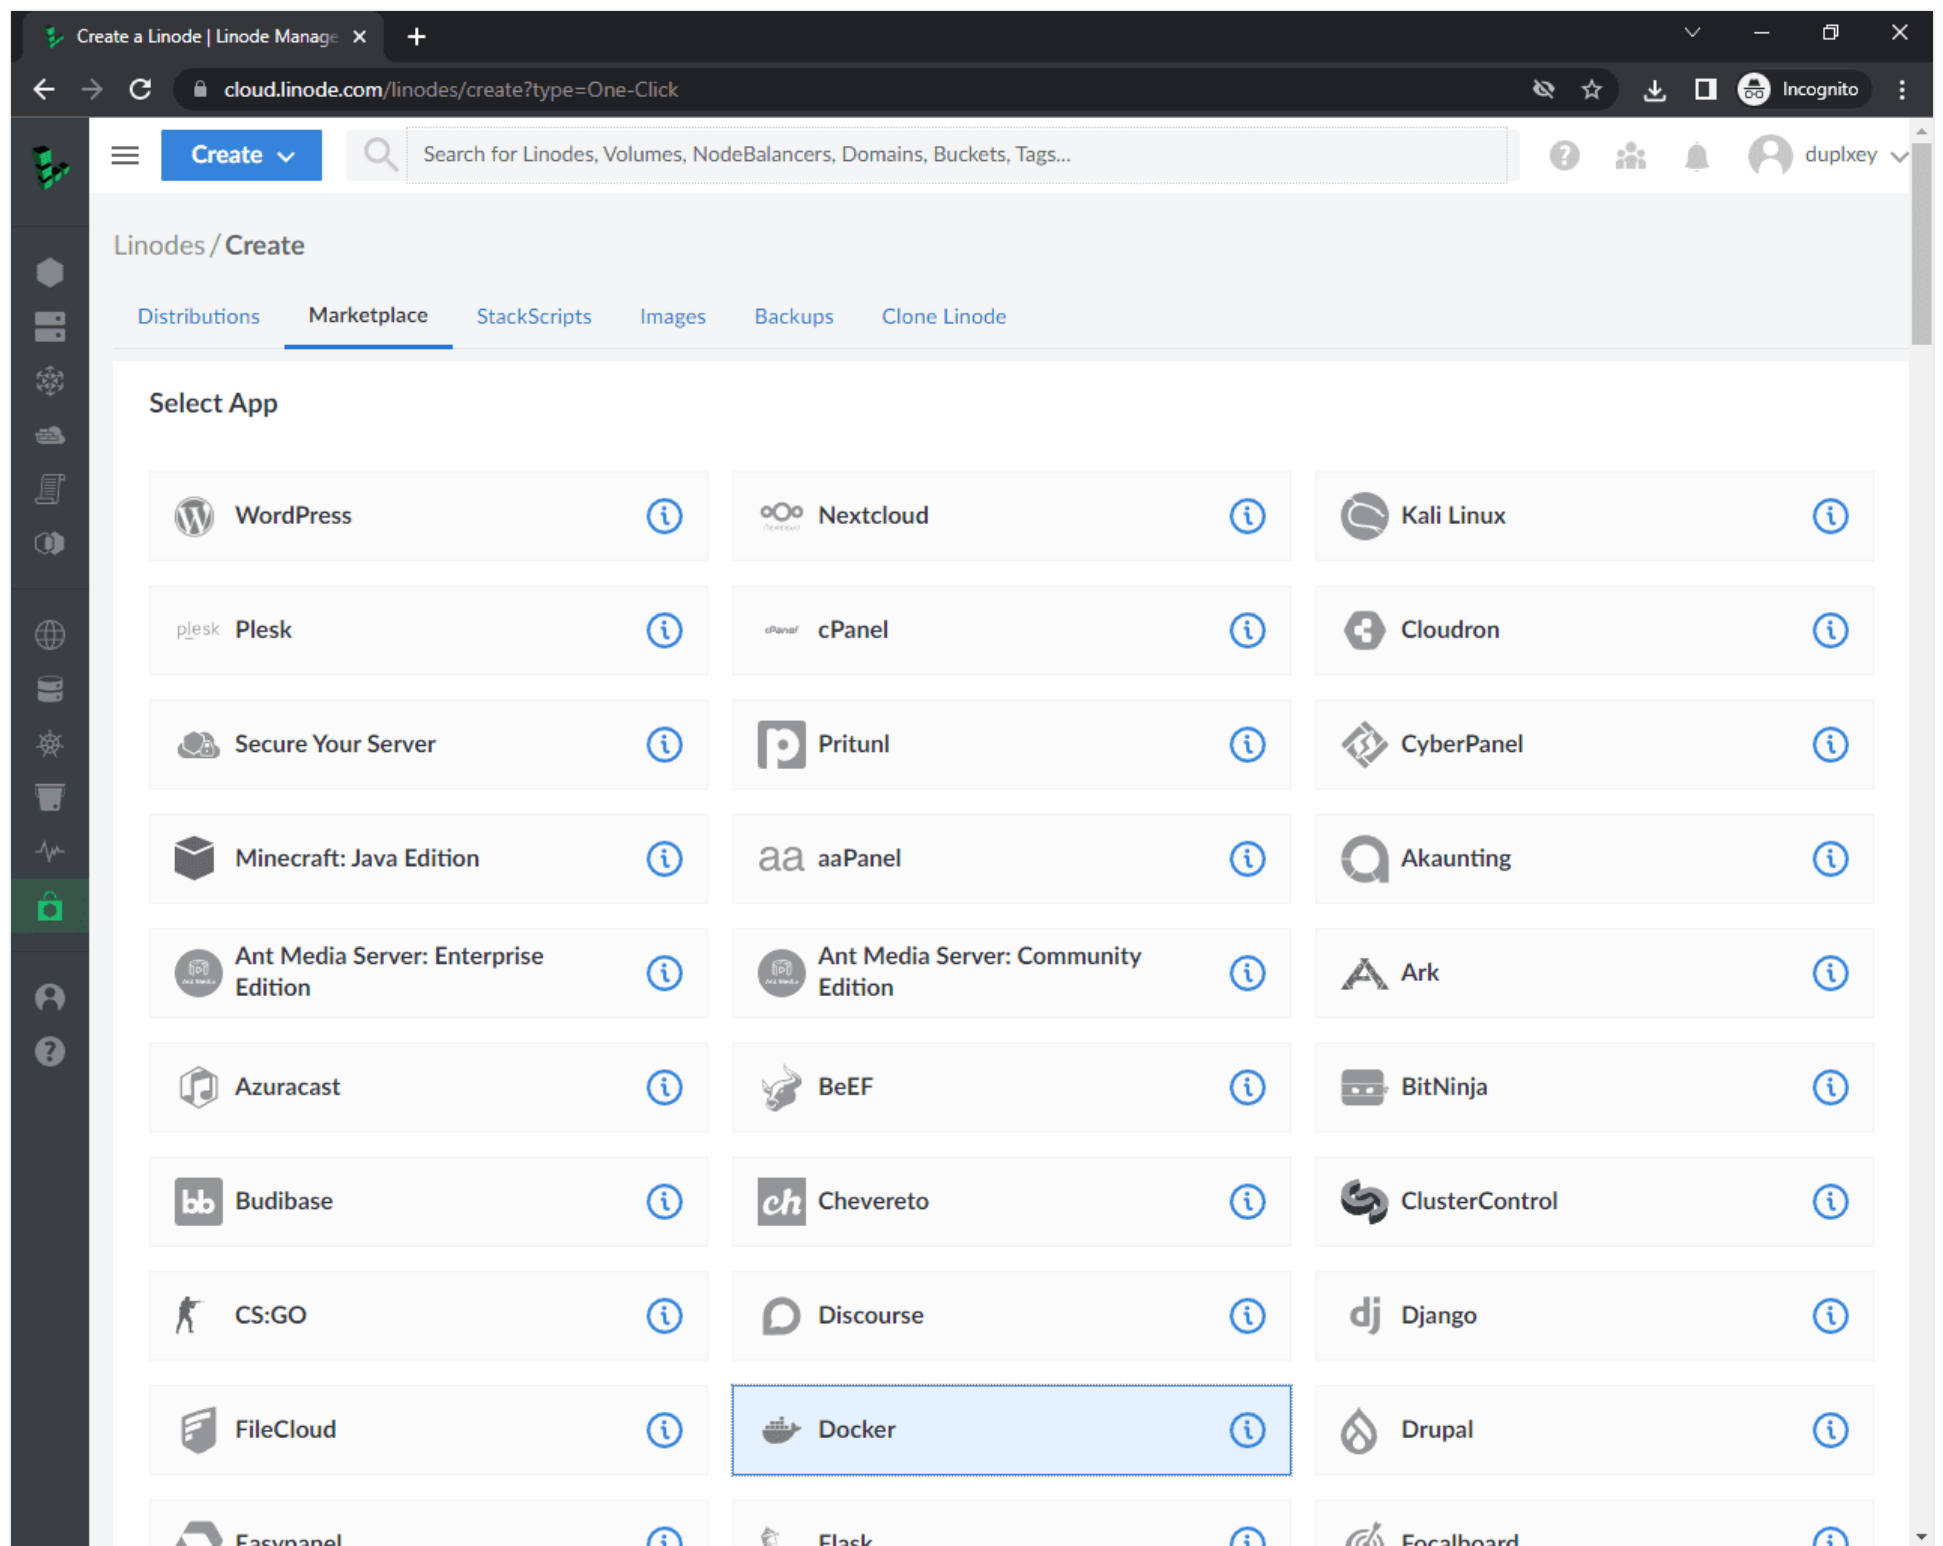 Create a Linode | Linode Manage
cloud.linode.com/linodes/create?type=One-Click
Incognito
Create
Search for Linodes, Volumes, NodeBalancers, Domains, Buckets, Tags...
duplxey
Linodes / Create
Distributions
Marketplace
StackScripts
Images
Backups
Clone Linode
Select App
WordPress
Nextcloud
Kali Linux
plesk Plesk
cPanel cPanel
Cloudron
Secure Your Server
Pritunl
CyberPanel
Minecraft: Java Edition
aa aaPanel
Akaunting
Ant Media Server: Enterprise
Edition
Ant Media Server: Community
Edition
Ark
Azuracast
BeEF
BitNinja
bb Budibase
ch Chevereto
ClusterControl
CS:GO
Discourse
dj Django
FileCloud
Docker
Drupal
Easypanel
Flask
Focalboard